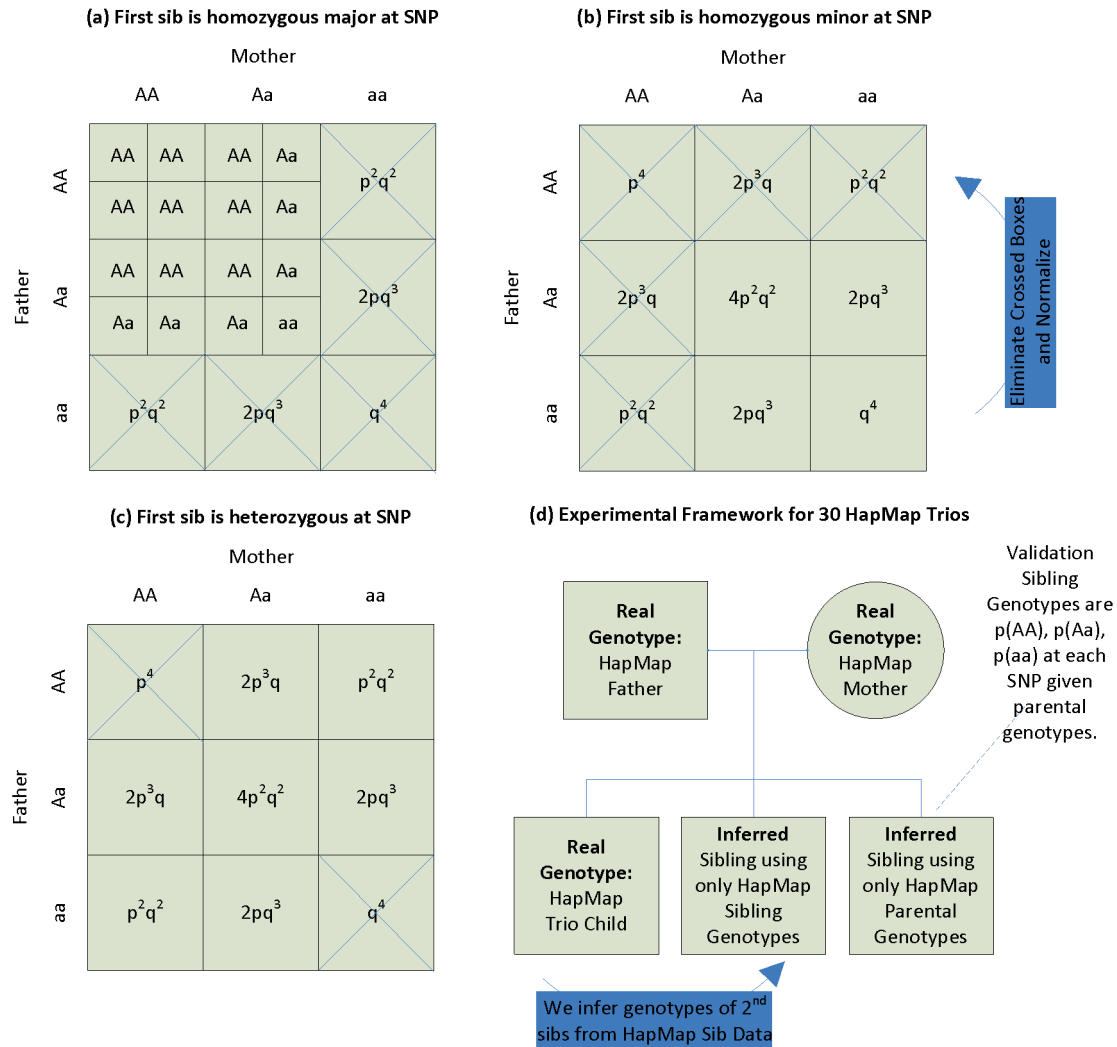 (a) First sib is homozygous major at SNP
Mother
AA Aa aa
Father
AA
AA AA AA Aa
p²q²
AA AA AA Aa
Aa
AA AA AA Aa
2pq³
Aa Aa Aa aa
aa
p²q² 2pq³ q⁴
(b) First sib is homozygous minor at SNP
Mother
AA Aa aa
Father
AA
p⁴ 2p³q p²q²
Aa
2p³q 4p²q² 2pq³
aa
p²q² 2pq³ q⁴
Eliminate Crossed Boxes
and Normalize
(c) First sib is heterozygous at SNP
Mother
AA Aa aa
Father
AA
p⁴ 2p³q p²q²
Aa
2p³q 4p²q² 2pq³
aa
p²q² 2pq³ q⁴
(d) Experimental Framework for 30 HapMap Trios
Real
Genotype:
HapMap
Father
Real
Genotype:
HapMap
Mother
Validation
Sibling
Genotypes are
p(AA), p(Aa),
p(aa) at each
SNP given
parental
genotypes.
Real
Genotype:
HapMap
Trio Child
Inferred
Sibling using
only HapMap
Sibling
Genotypes
Inferred
Sibling using
only HapMap
Parental
Genotypes
We infer genotypes of 2ⁿᵈ
sibs from HapMap Sib Data